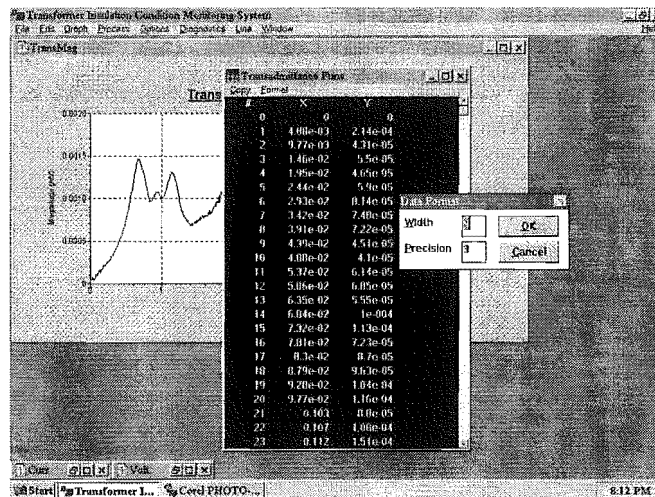 Transformer Insulation Condition Monitoring System
File Edit Graph Process Options Diagnostics Line Window
TransMag
Trans
0.0020
0.0015
0.0010
0.0005
0
Transadmittance Plots
Copy Format
# X Y
0 0 0
1 4.88e-03 2.14e-04
2 9.77e-03 4.31e-05
3 1.46e-02 5.5e-05
4 1.95e-02 4.65e-05
5 2.44e-02 5.9e-05
6 2.93e-02 8.14e-05
7 3.42e-02 7.48e-05
8 3.91e-02 7.22e-05
9 4.39e-02 4.51e-05
10 4.88e-02 4.1e-05
11 5.37e-02 6.14e-05
12 5.86e-02 6.85e-05
13 6.35e-02 5.55e-05
14 6.84e-02 1e-004
15 7.32e-02 1.13e-04
16 7.81e-02 7.23e-05
17 8.3e-02 8.7e-05
18 8.79e-02 9.63e-05
19 9.28e-02 1.04e-04
20 9.77e-02 1.16e-04
21 0.103 8.8e-05
22 0.107 1.08e-04
23 0.112 1.51e-04
Data Format
Width
OK
Precision 3
Cancel
Curr
Volt
Start Transformer I... Corel PHOTO-... 8:12 PM